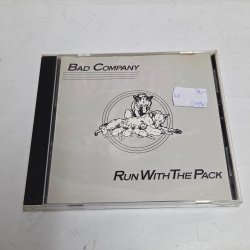 BAD COMPANY
RUN WITH THE PACK